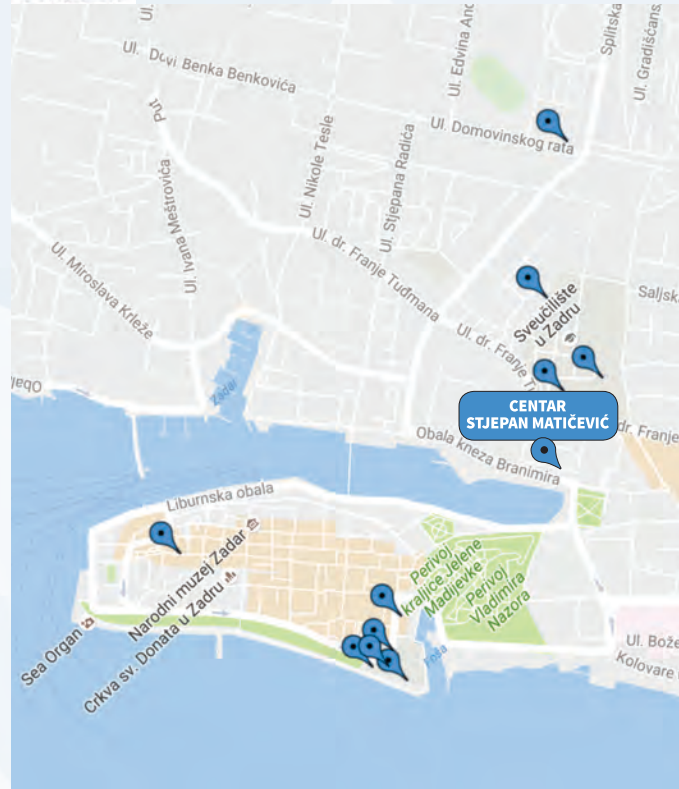 Splitska
Ul. Gradišćans
Ul. Edvina And
Ul. Dovi Benka Benkovića
Put
Ul. Domovinskog rata
Ul. Nikole Tesle
Ul. Stjepana Radića
Ul. Ivana Meštrovića
Ul. dr. Franje Tuđmana
Ul. Miroslava Krleže
Sveučilište
u Zadru
Saljsk
Ul. dr. Franje Tu
Zadar
Obal
CENTAR
STJEPAN MATIČEVIĆ
dr. Franje
Obala kneza Branimira
Liburnska obala
Narodni muzej Zadar
Crkva sv. Donata u Zadru
Sea Organ
Perivoj
kraljice Jelene
Madijevke
Perivoj
Vladimira
Nazora
Foša
Ul. Bože
Kolovare